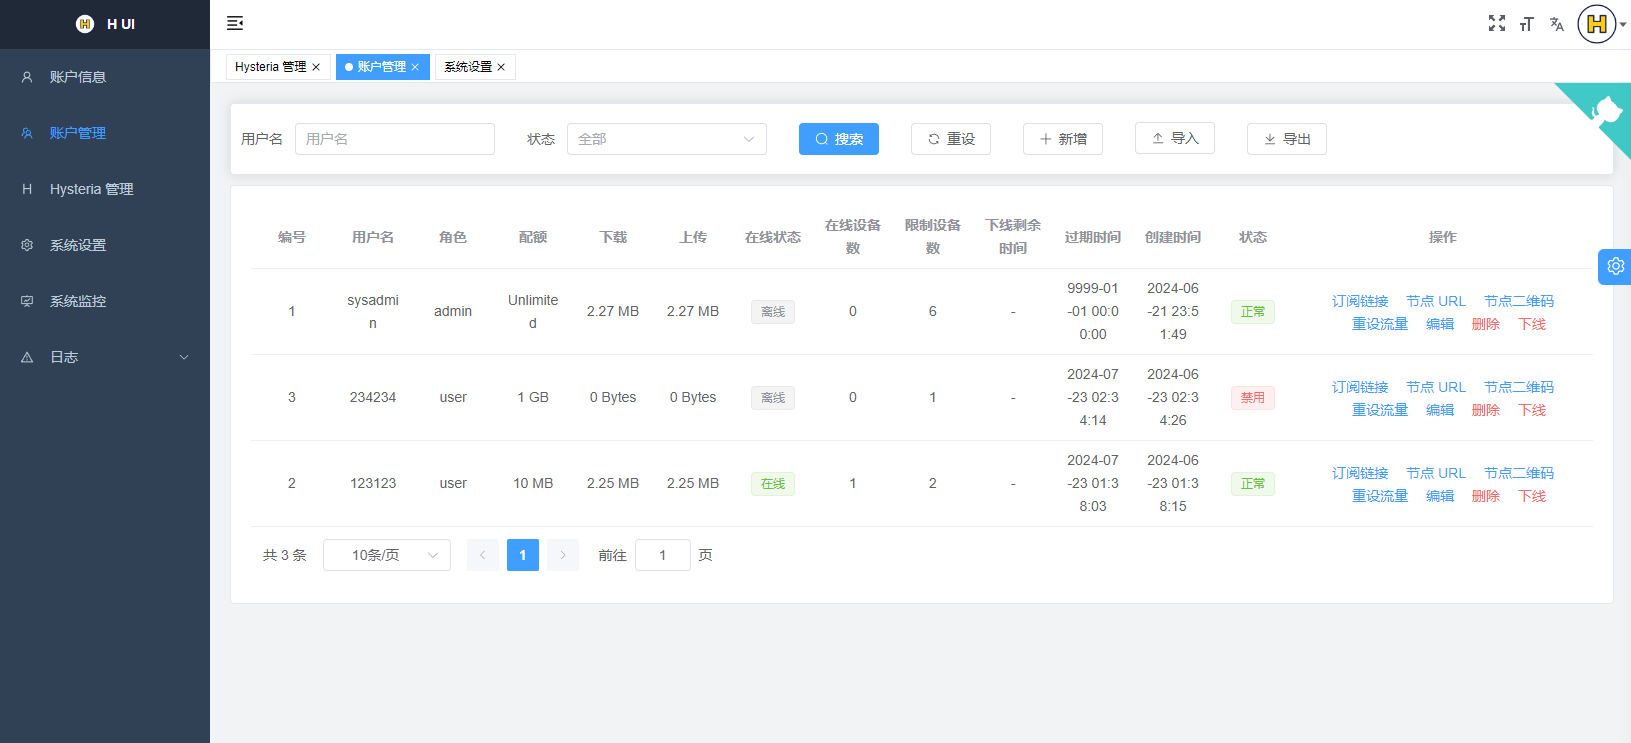 H UI
账户信息
账户管理
Hysteria 管理
系统设置
系统监控
日志
Hysteria 管理
账户管理
系统设置
用户名 用户名 状态 全部 搜索 重设 新增 导入 导出
编号 用户名 角色 配额 下载 上传 在线状态 在线设备数 限制设备数 下线剩余时间 过期时间 创建时间 状态 操作
1 sysadmin admin Unlimited 2.27 MB 2.27 MB 离线 0 6 - 9999-01-01 00:00:00 2024-06-21 23:51:49 正常 订阅链接 节点 URL 节点二维码
重设流量 编辑 删除 下线
3 234234 user 1 GB 0 Bytes 0 Bytes 离线 0 1 - 2024-07-23 02:34:14 2024-06-23 02:34:26 禁用 订阅链接 节点 URL 节点二维码
重设流量 编辑 删除 下线
2 123123 user 10 MB 2.25 MB 2.25 MB 在线 1 2 - 2024-07-23 01:38:03 2024-06-23 01:38:15 正常 订阅链接 节点 URL 节点二维码
重设流量 编辑 删除 下线
共 3 条 10条/页 1 前往 1 页